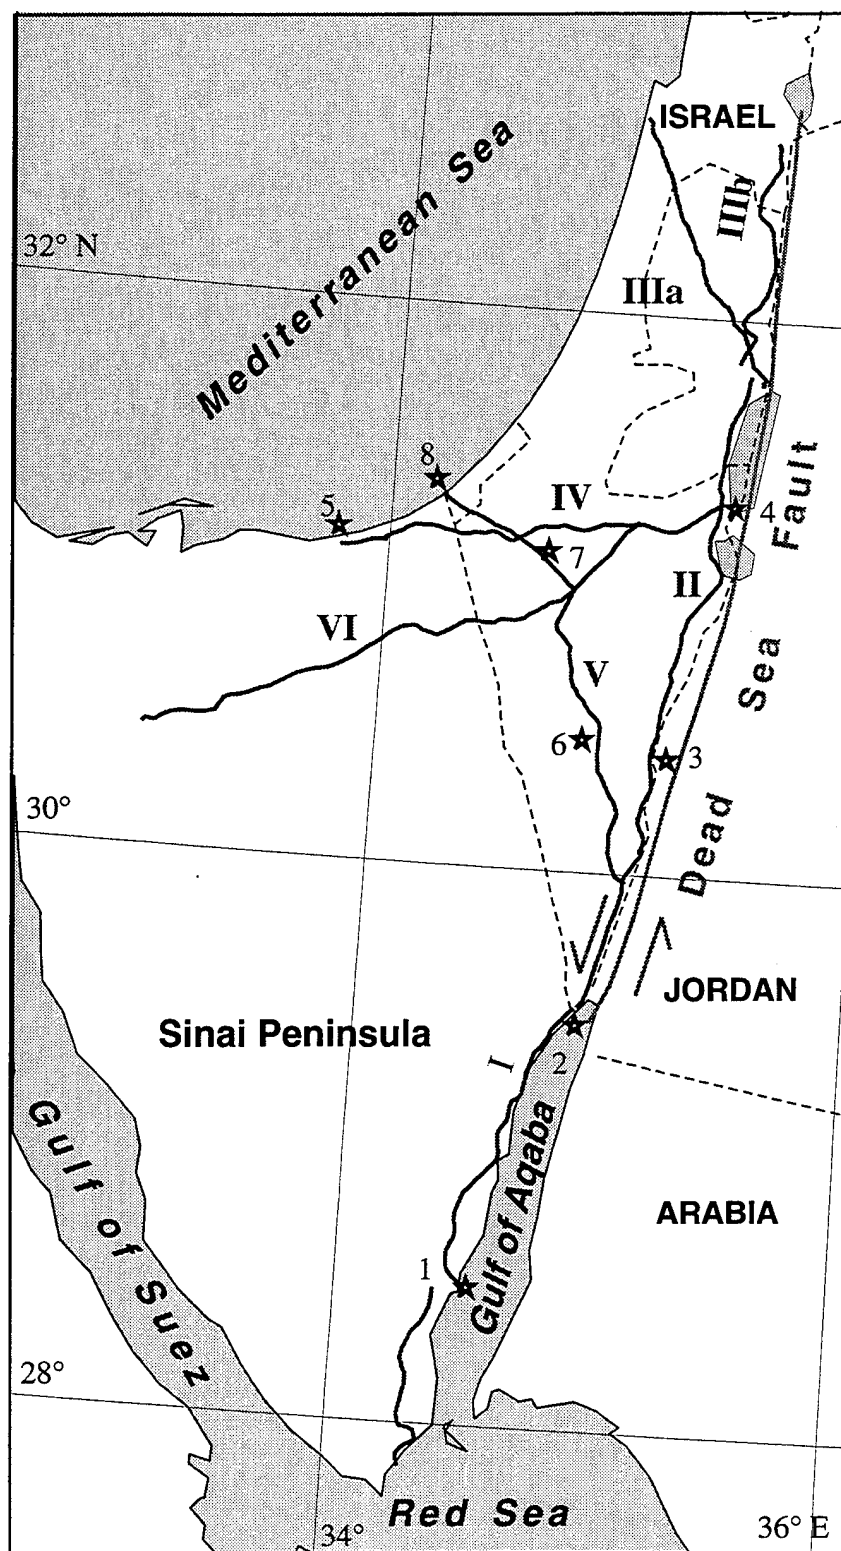 ISRAEL
Mediterranean Sea
IIIb
32° N
IIIa
8
5
IV
4
7
II
VI
V
6
3
Dead Sea Fault
30°
JORDAN
Sinai Peninsula
I
2
Gulf of Aqaba
Gulf of Suez
ARABIA
1
28°
Red Sea
34°
36° E